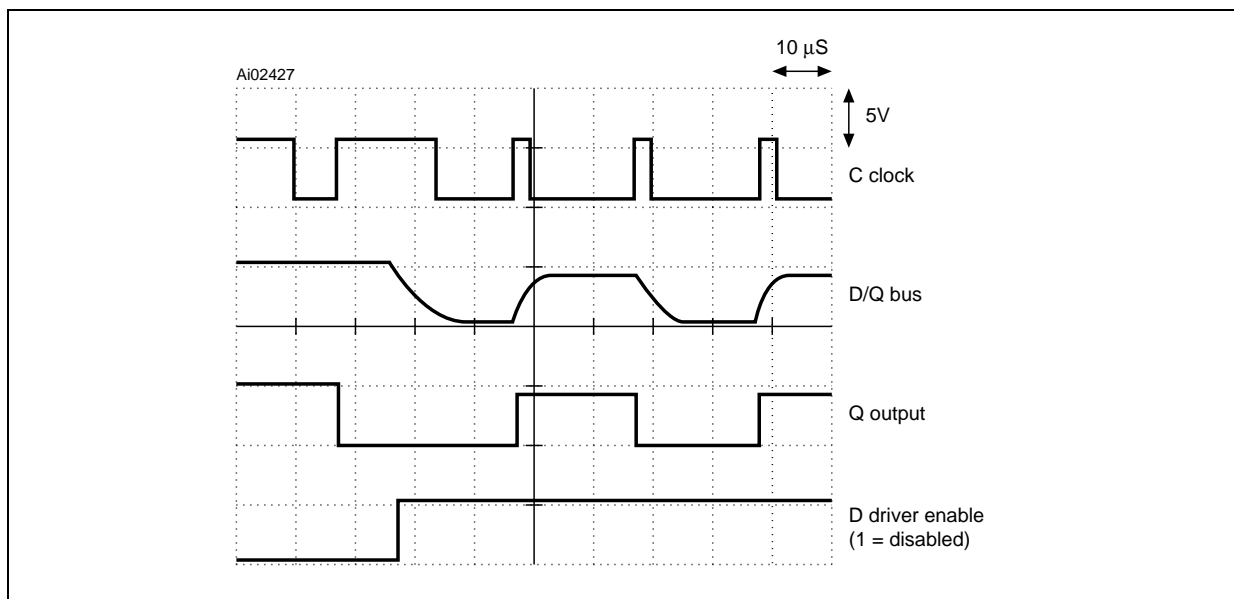 10 μS
Ai02427
5V
C clock
D/Q bus
Q output
D driver enable
(1 = disabled)